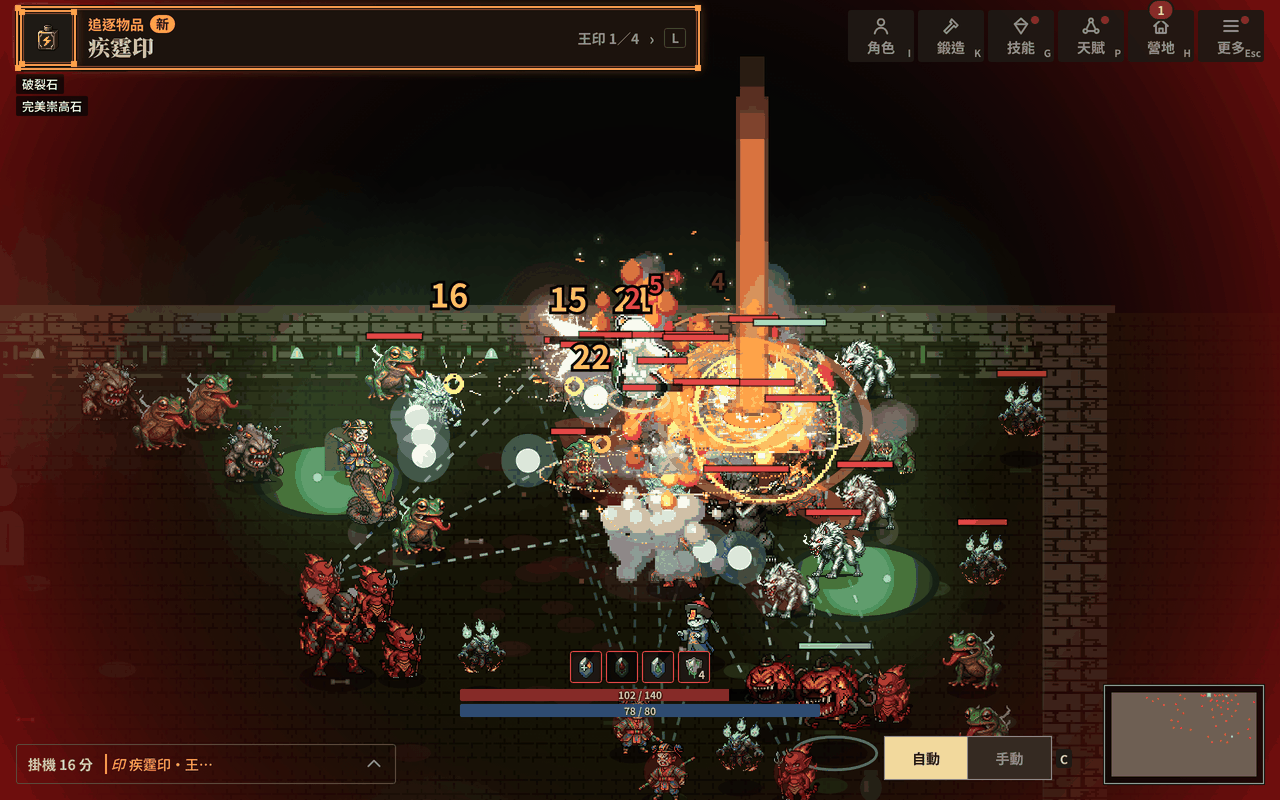 追逐物品 新
疾霆印
王印 1／4 › L
破裂石
完美崇高石
角色 I
鍛造 K
技能 G
天賦 P
1
營地 H
更多 Esc
16
15
21
2
5
4
22
4
102 / 140
78 / 80
掛機 16 分
印 疾霆印・王…
自動
手動
C